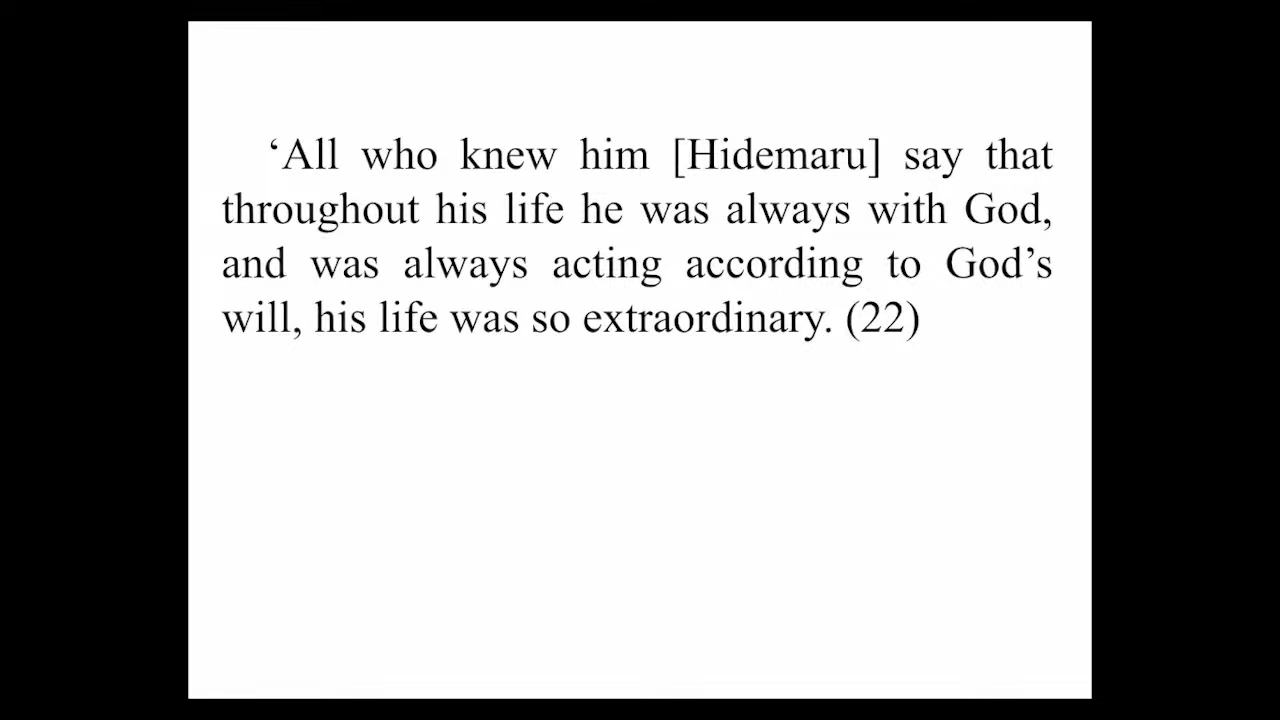 ‘All who knew him [Hidemaru] say that
throughout his life he was always with God,
and was always acting according to God’s
will, his life was so extraordinary. (22)